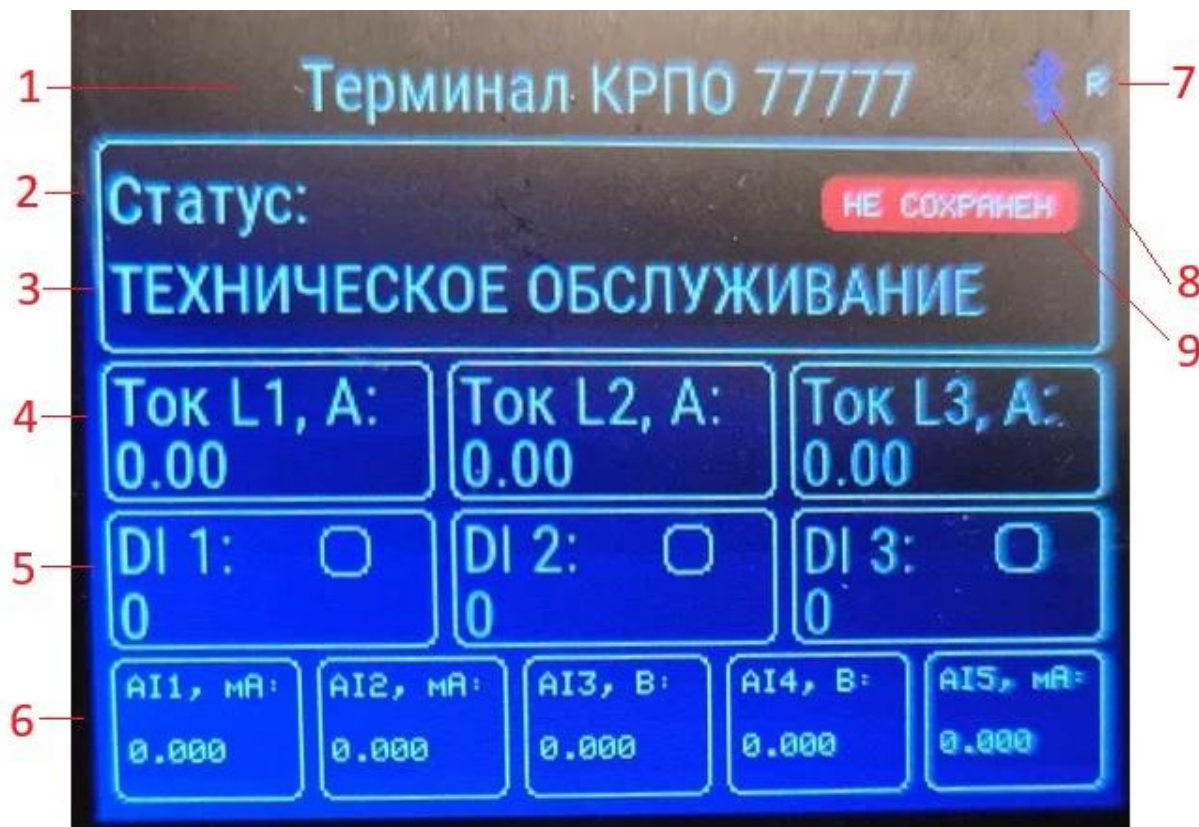 1 Терминал КРПО 77777 R 7
2 Статус: НЕ СОХРАНЕН
8
3 ТЕХНИЧЕСКОЕ ОБСЛУЖИВАНИЕ
9
4 Ток L1, А: Ток L2, А: Ток L3, А:
0.00 0.00 0.00
5 DI 1: DI 2: DI 3:
0 0 0
6 AI1, мА: AI2, мА: AI3, В: AI4, В: AI5, мА:
0.000 0.000 0.000 0.000 0.000